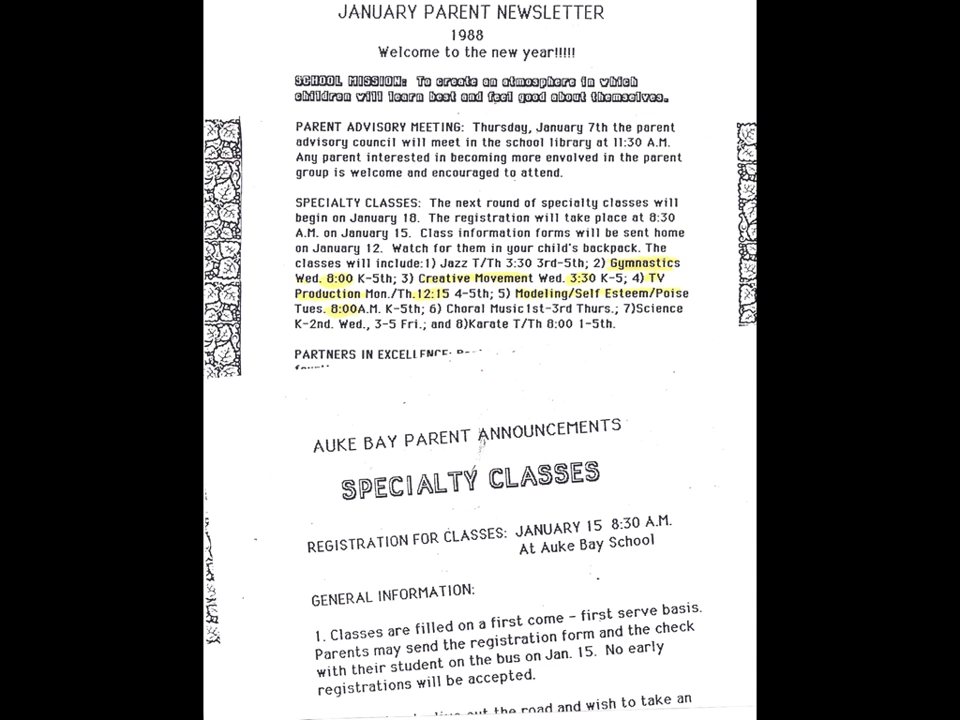 JANUARY PARENT NEWSLETTER
1988
Welcome to the new year!!!!!
SCHOOL MISSION: To create an atmosphere in which
children will learn best and feel good about themselves.
PARENT ADVISORY MEETING: Thursday, January 7th the parent
advisory council will meet in the school library at 11:30 A.M.
Any parent interested in becoming more envolved in the parent
group is welcome and encouraged to attend.
SPECIALTY CLASSES: The next round of specialty classes will
begin on January 18. The registration will take place at 8:30
A.M. on January 15. Class information forms will be sent home
on January 12. Watch for them in your child's backpack. The
classes will include:1) Jazz T/Th 3:30 3rd-5th; 2) Gymnastics
Wed. 8:00 K-5th; 3) Creative Movement Wed. 3:30 K-5; 4) TV
Production Mon./Th.12:15 4-5th; 5) Modeling/Self Esteem/Poise
Tues. 8:00A.M. K-5th; 6) Choral Music1st-3rd Thurs.; 7)Science
K-2nd. Wed., 3-5 Fri.; and 8)Karate T/Th 8:00 1-5th.
PARTNERS IN EXCELLENCE:
AUKE BAY PARENT ANNOUNCEMENTS
SPECIALTY CLASSES
REGISTRATION FOR CLASSES: JANUARY 15 8:30 A.M.
At Auke Bay School
GENERAL INFORMATION:
1. Classes are filled on a first come - first serve basis.
Parents may send the registration form and the check
with their student on the bus on Jan. 15. No early
registrations will be accepted.
out the road and wish to take an